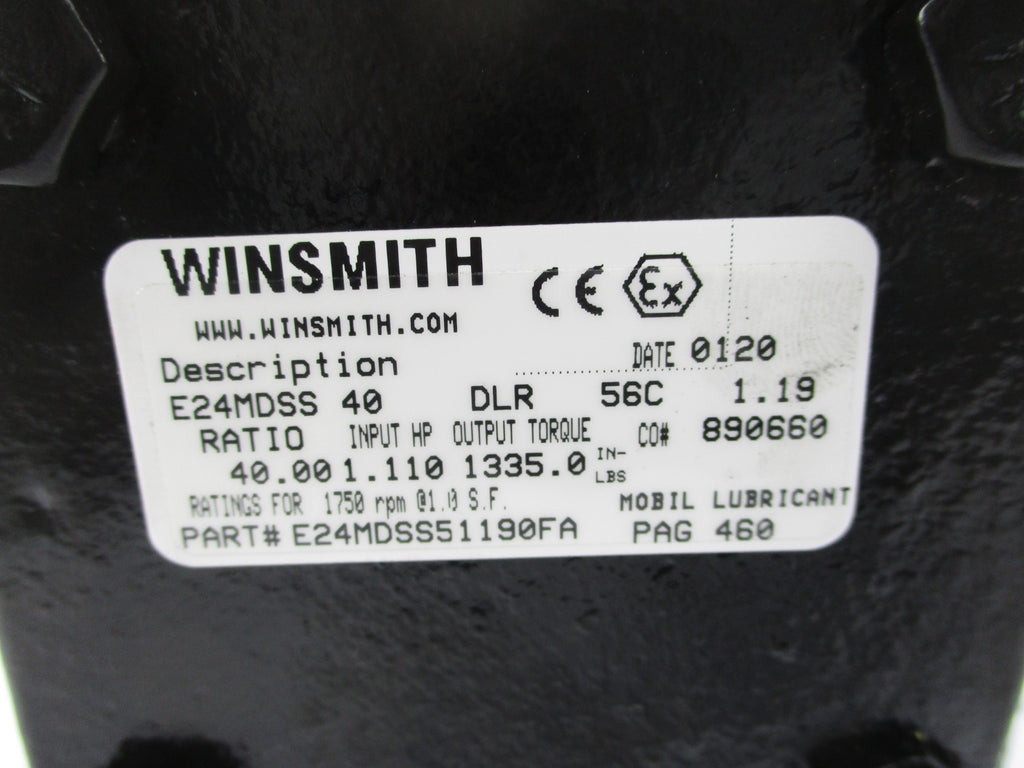 WINSMITH
CE Ex
WWW.WINSMITH.COM
Description DATE 0120
E24MDSS 40 DLR 56C 1.19
RATIO INPUT HP OUTPUT TORQUE CO# 890660
40.00 1.110 1335.0 IN-LBS
RATINGS FOR 1750 rpm @1.0 S.F. MOBIL LUBRICANT
PART# E24MDSS51190FA PAG 460